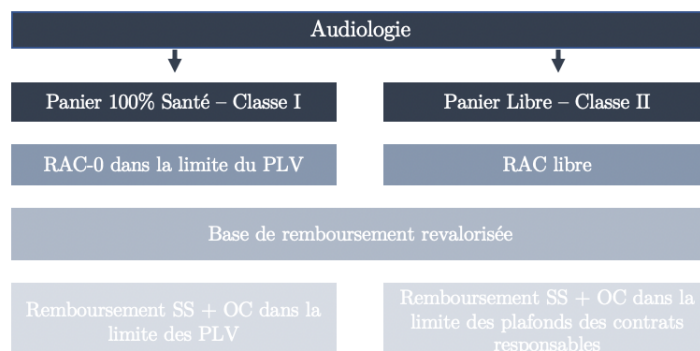 Audiologie
Panier 100% Santé – Classe I
Panier Libre – Classe II
RAC-0 dans la limite du PLV
RAC libre
Base de remboursement revalorisée
Remboursement SS + OC dans la
limite des PLV
Remboursement SS + OC dans la
limite des plafonds des contrats
responsables